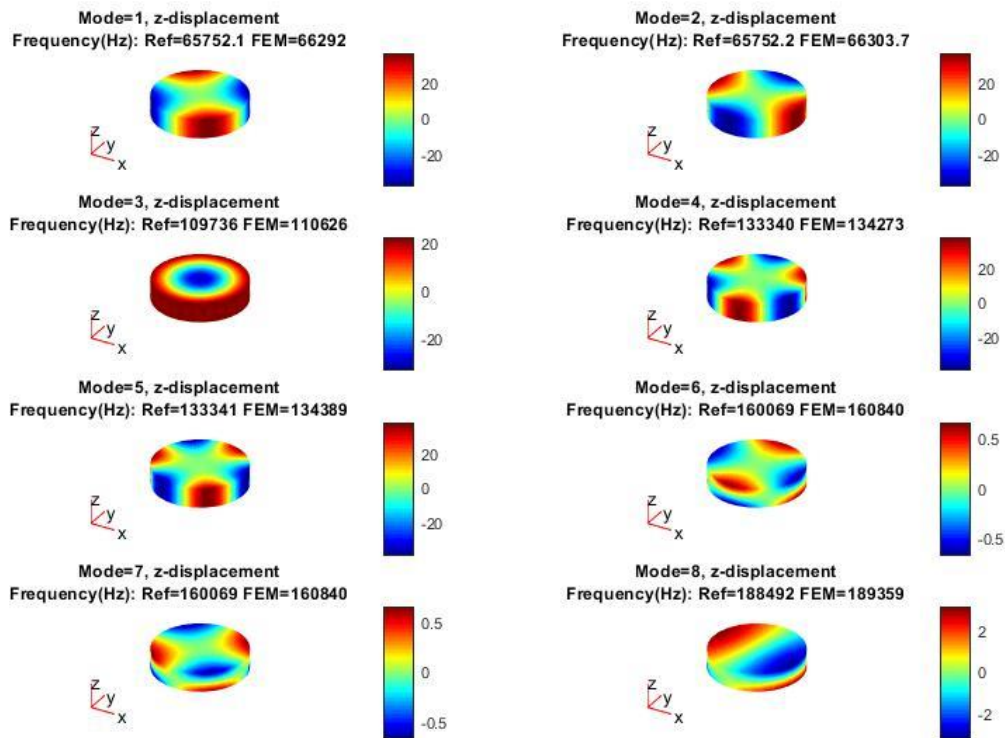 Mode=1, z-displacement
Frequency(Hz): Ref=65752.1 FEM=66292
20
0
-20
z
y
x
Mode=2, z-displacement
Frequency(Hz): Ref=65752.2 FEM=66303.7
20
0
-20
z
y
x
Mode=3, z-displacement
Frequency(Hz): Ref=109736 FEM=110626
20
0
-20
z
y
x
Mode=4, z-displacement
Frequency(Hz): Ref=133340 FEM=134273
20
0
-20
z
y
x
Mode=5, z-displacement
Frequency(Hz): Ref=133341 FEM=134389
20
0
-20
z
y
x
Mode=6, z-displacement
Frequency(Hz): Ref=160069 FEM=160840
0.5
0
-0.5
z
y
x
Mode=7, z-displacement
Frequency(Hz): Ref=160069 FEM=160840
0.5
0
-0.5
z
y
x
Mode=8, z-displacement
Frequency(Hz): Ref=188492 FEM=189359
2
0
-2
z
y
x